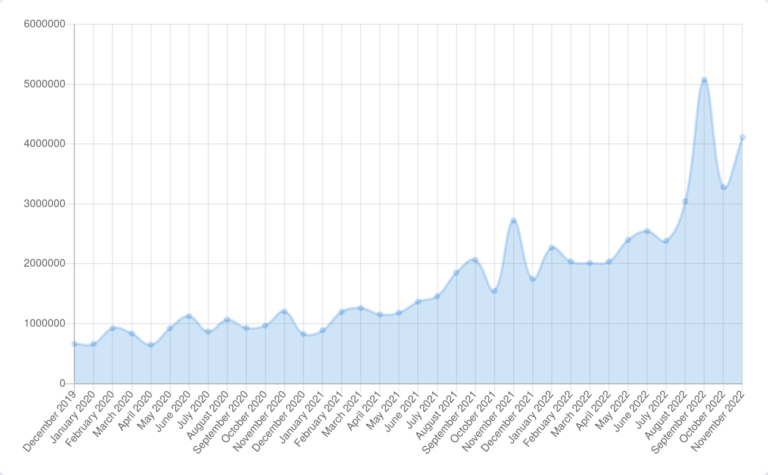 6000000
5000000
4000000
3000000
2000000
1000000
0
December 2019
January 2020
February 2020
March 2020
April 2020
May 2020
June 2020
July 2020
August 2020
September 2020
October 2020
November 2020
December 2020
January 2021
February 2021
March 2021
April 2021
May 2021
June 2021
July 2021
August 2021
September 2021
October 2021
November 2021
December 2021
January 2022
February 2022
March 2022
April 2022
May 2022
June 2022
July 2022
August 2022
September 2022
October 2022
November 2022